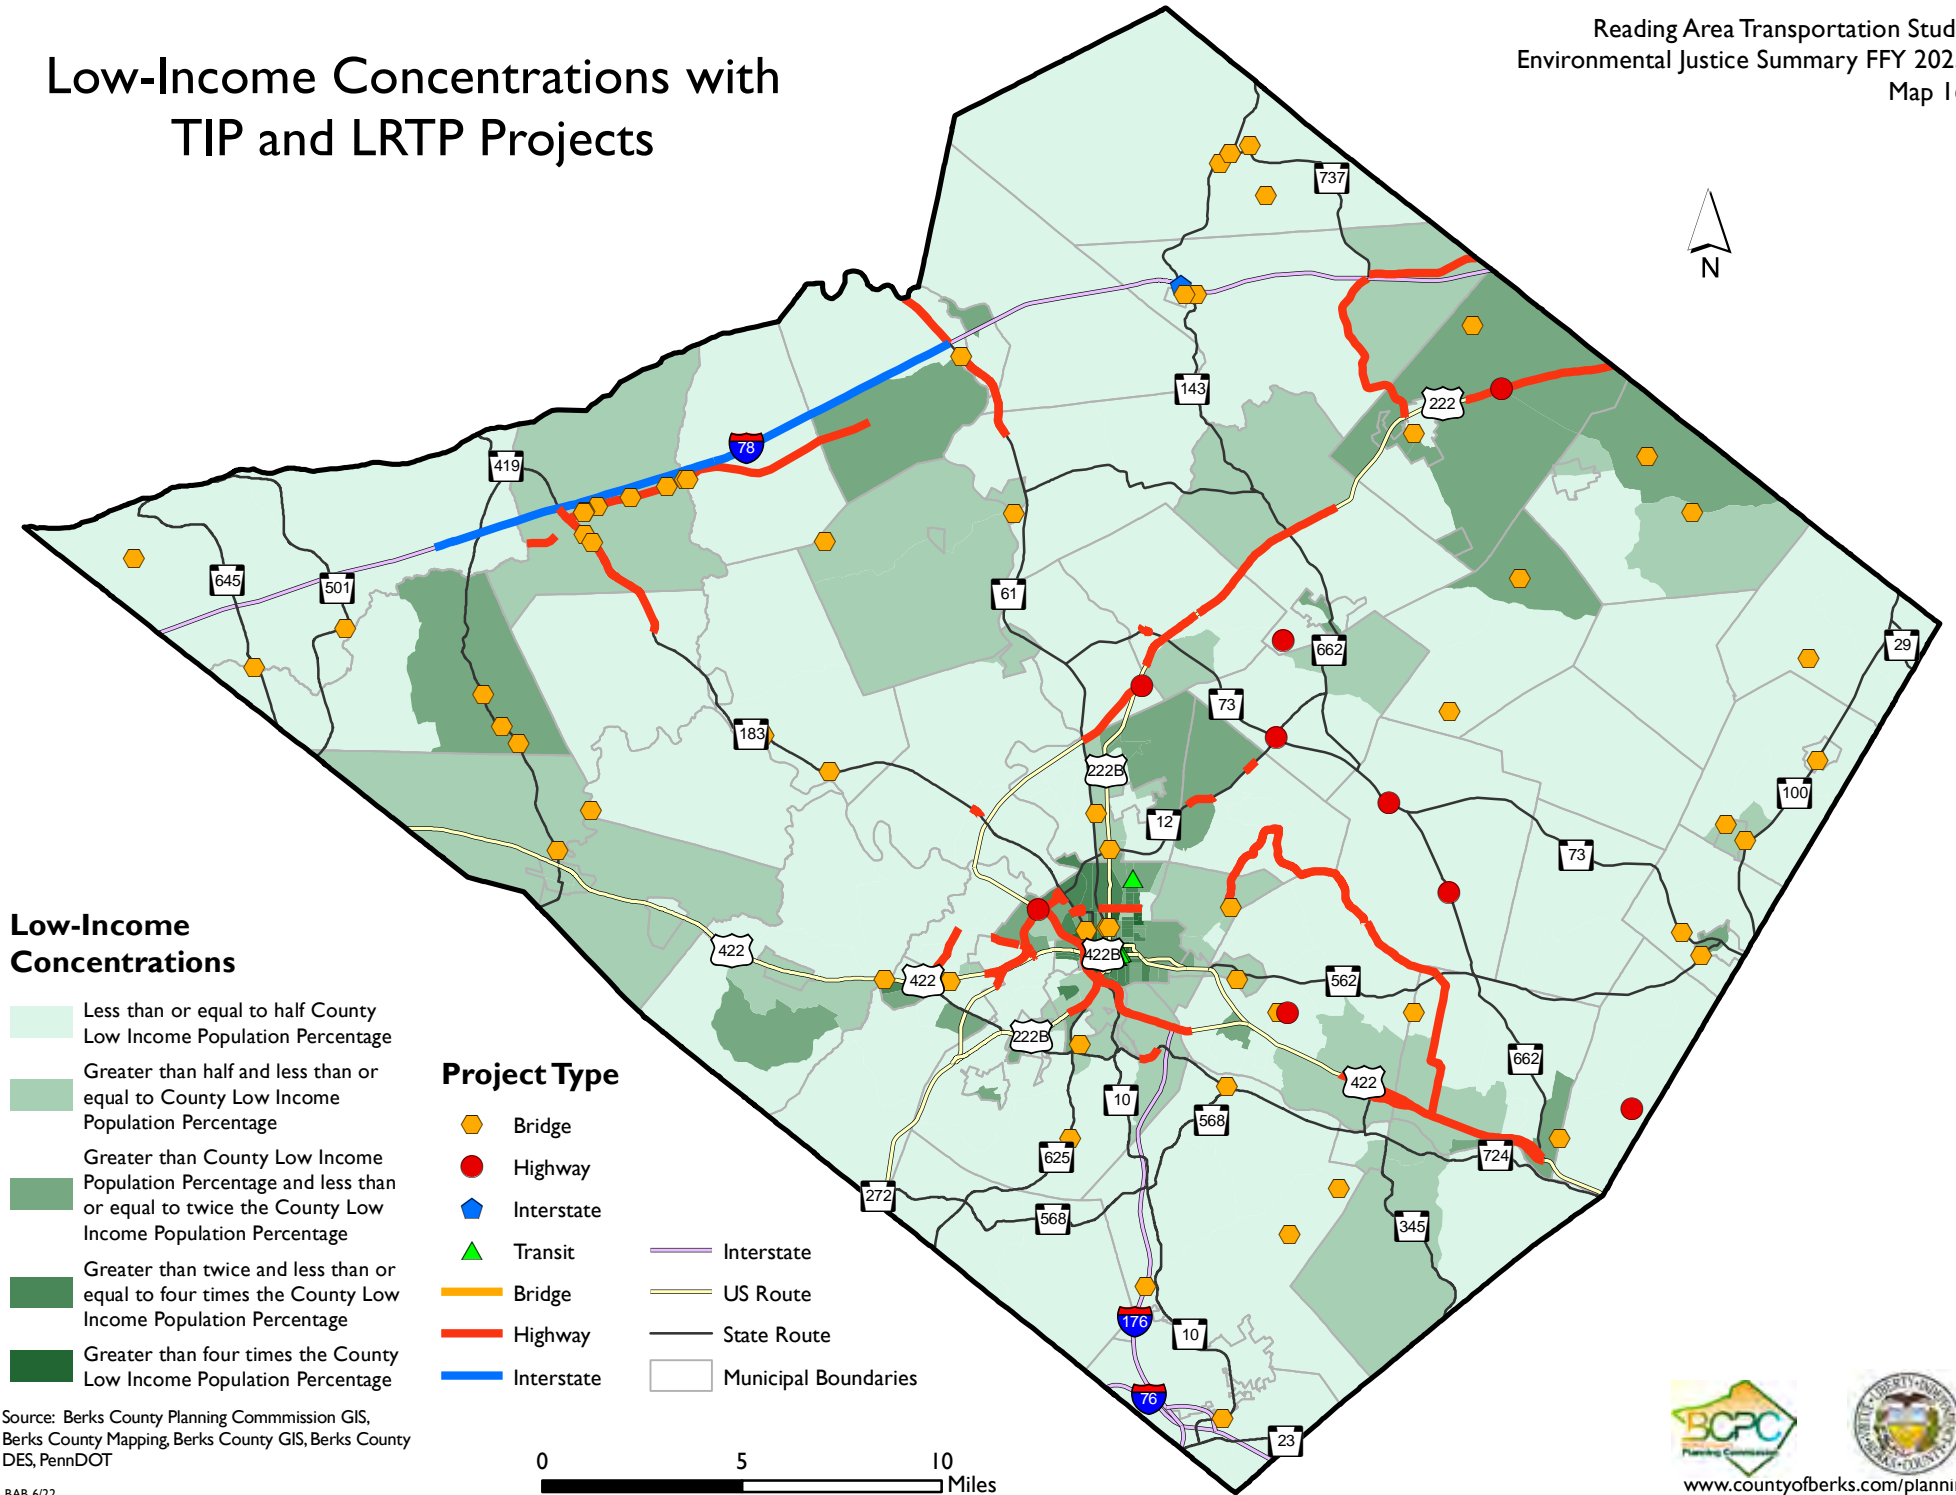 Low-Income Concentrations with
TIP and LRTP Projects
Reading Area Transportation Stud
Environmental Justice Summary FFY 202
Map 1
N
737
143
222
78
419
645
501
61
662
29
73
183
222B
12
100
73
422
422
422B
562
222B
422
662
10
568
625
724
272
568
345
176
10
76
23
Low-Income
Concentrations
Less than or equal to half County
Low Income Population Percentage
Greater than half and less than or
equal to County Low Income
Population Percentage
Greater than County Low Income
Population Percentage and less than
or equal to twice the County Low
Income Population Percentage
Greater than twice and less than or
equal to four times the County Low
Income Population Percentage
Greater than four times the County
Low Income Population Percentage
Project Type
Bridge
Highway
Interstate
Transit
Bridge
Highway
Interstate
Interstate
US Route
State Route
Municipal Boundaries
Source: Berks County Planning Commmission GIS,
Berks County Mapping, Berks County GIS, Berks County
DES, PennDOT
BAB 6/22
0 5 10
Miles
BCPC
Planning Commission
www.countyofberks.com/planni